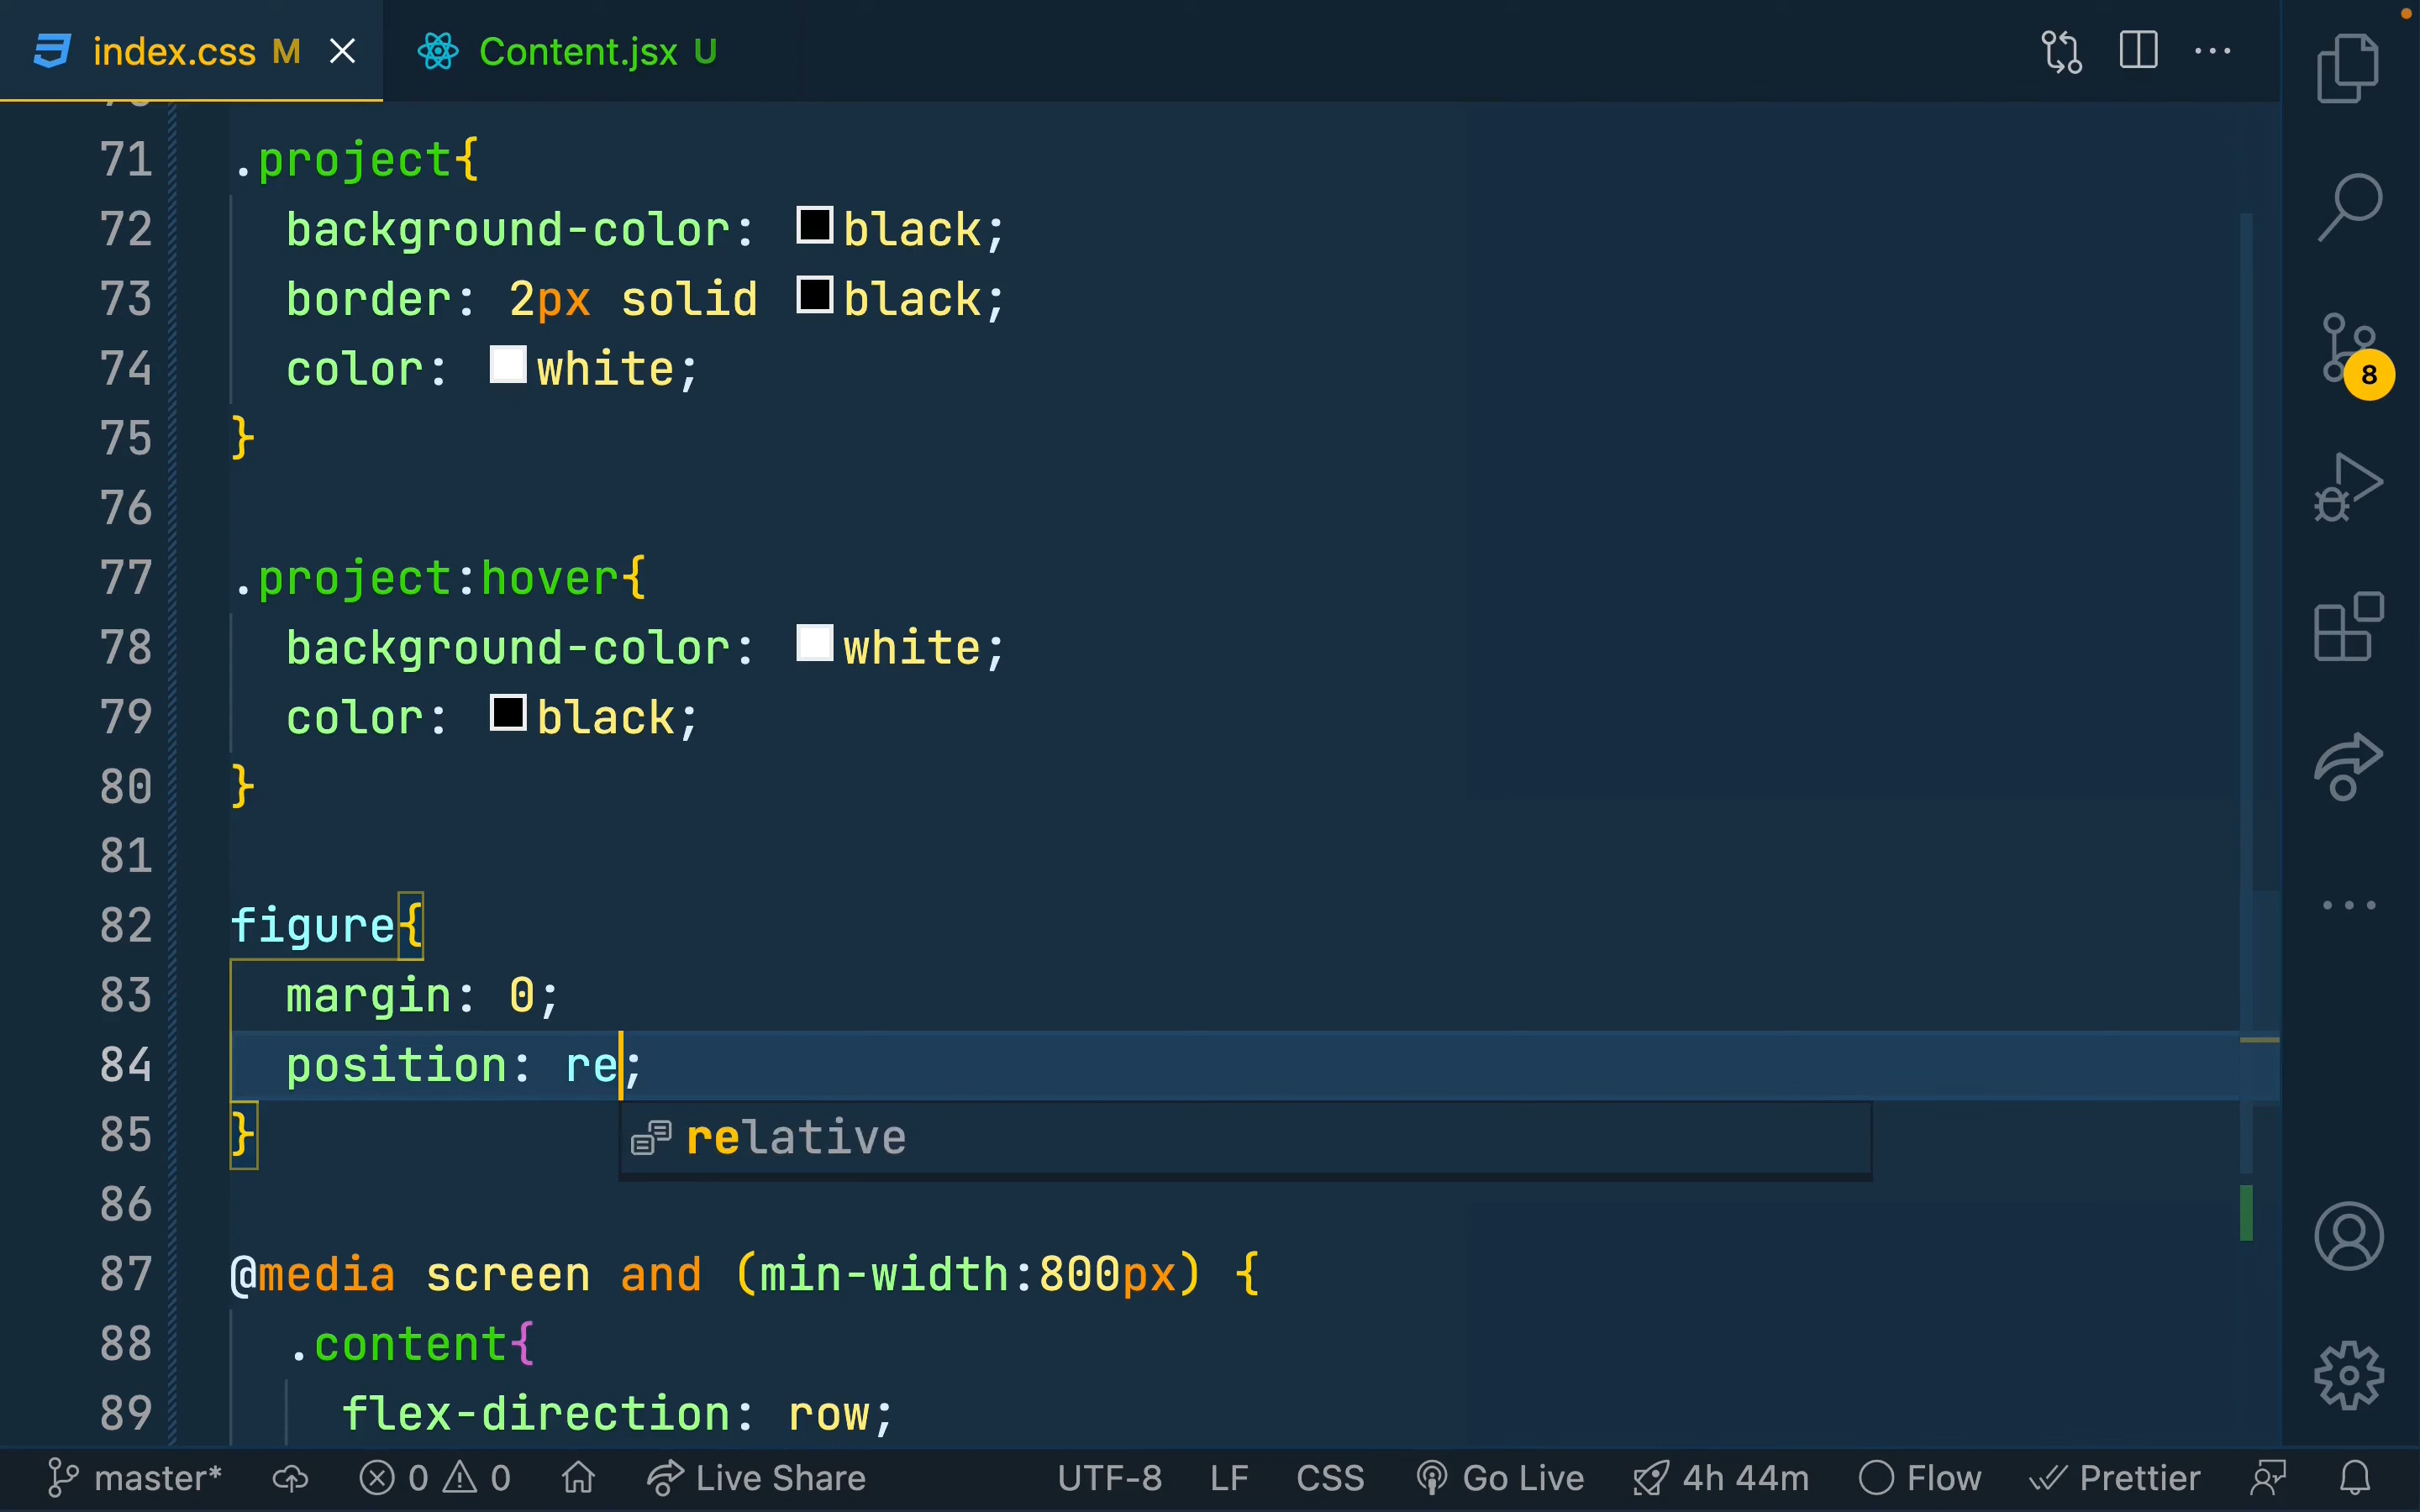 index.css M
Content.jsx U
71 .project{
72 background-color: black;
73 border: 2px solid black;
74 color: white;
75 }
76
77 .project:hover{
78 background-color: white;
79 color: black;
80 }
81
82 figure{
83 margin: 0;
84 position: re;
relative
85 }
86
87 @media screen and (min-width:800px) {
88 .content{
89 flex-direction: row;
8
master* 0 0 Live Share UTF-8 LF CSS Go Live 4h 44m Flow Prettier